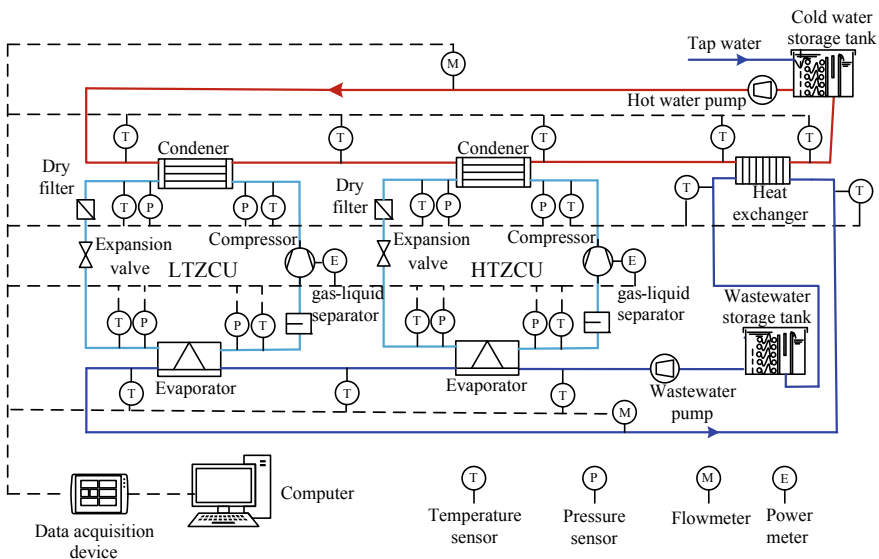 Cold water
storage tank
Tap water
M
Hot water pump
T
T
T
T
T
Condener
Condener
Dry
filter
Dry
filter
T
P
P
T
T
P
P
T
T
T
Heat
exchanger
Compressor
Compressor
Expansion
valve
Expansion
valve
LTZCU
HTZCU
E
E
gas-liquid
separator
gas-liquid
separator
Wastewater
storage tank
T
P
P
T
T
P
P
T
Evaporator
Evaporator
Wastewater
pump
T
T
T
M
Computer
Data acquisition
device
T
Temperature
sensor
P
Pressure
sensor
M
Flowmeter
E
Power
meter